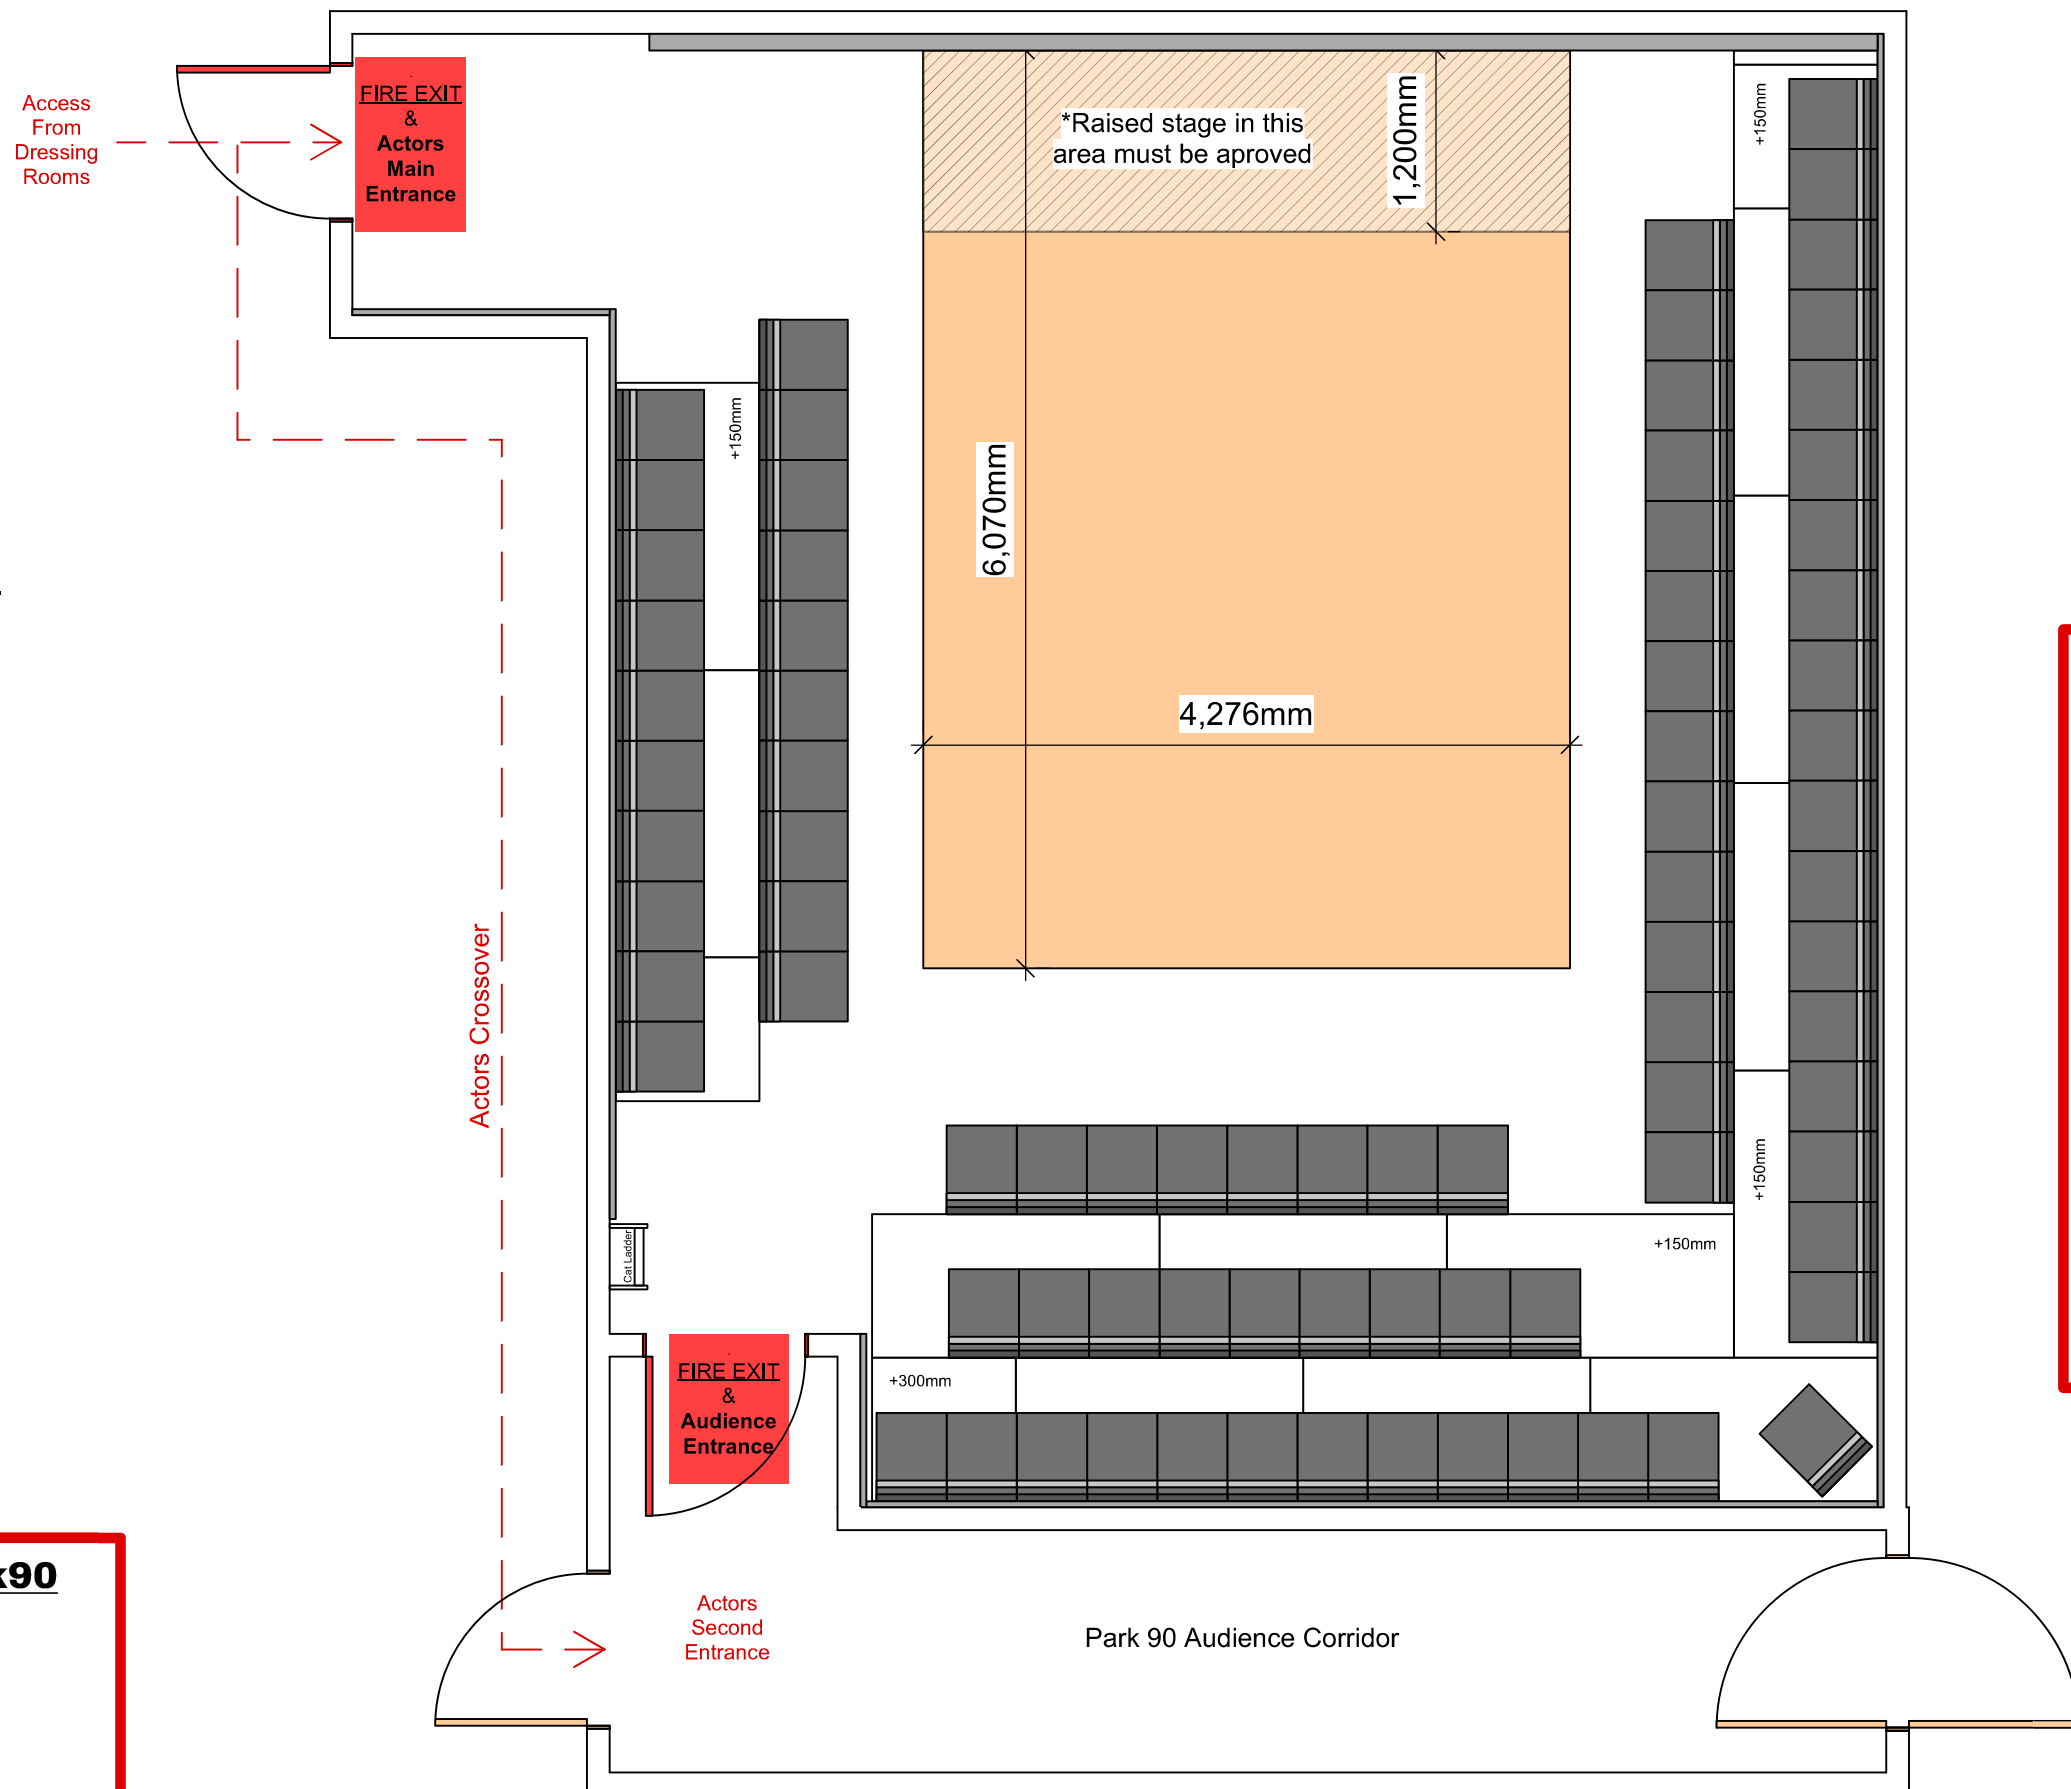 Access
From
Dressing
Rooms
FIRE EXIT
&
Actors
Main
Entrance
*Raised stage in this
area must be aproved
1,200mm
+150mm
+150mm
6,070mm
4,276mm
Actors Crossover
+150mm
+150mm
Cat Ladder
FIRE EXIT
&
Audience
Entrance
+300mm
k90
Actors
Second
Entrance
Park 90 Audience Corridor